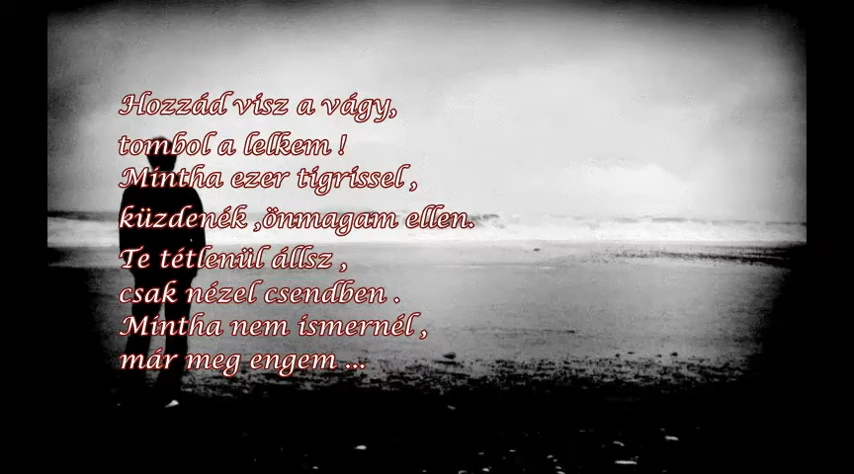 Hozzád visz a vágy,
tombol a lelkem !
Mintha ezer tigrissel ,
küzdenék ,önmagam ellen.
Te tétlenül állsz ,
csak nézel csendben .
Mintha nem ismernél ,
már meg engem ...